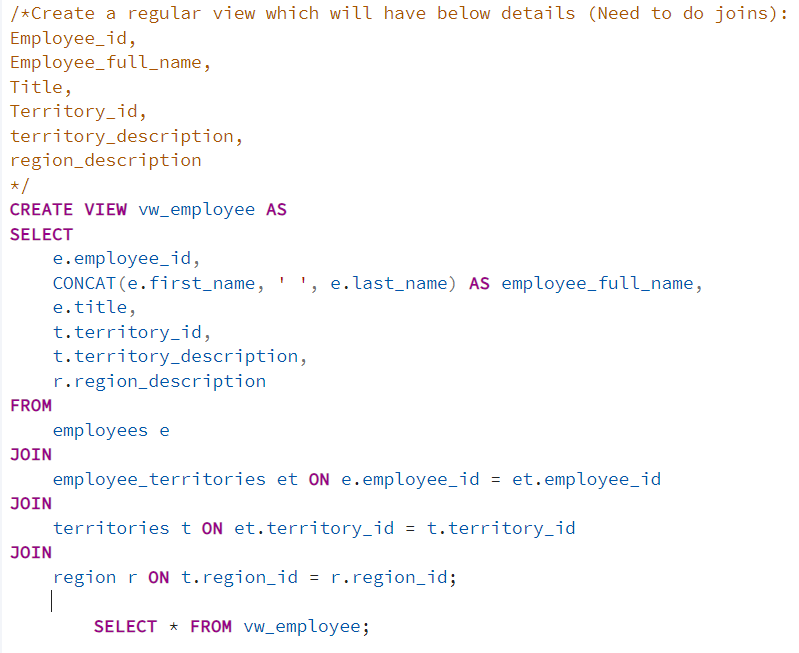 /*Create a regular view which will have below details (Need to do joins):
Employee_id,
Employee_full_name,
Title,
Territory_id,
territory_description,
region_description
*/
CREATE VIEW vw_employee AS
SELECT
    e.employee_id,
    CONCAT(e.first_name, ' ', e.last_name) AS employee_full_name,
    e.title,
    t.territory_id,
    t.territory_description,
    r.region_description
FROM
    employees e
JOIN
    employee_territories et ON e.employee_id = et.employee_id
JOIN
    territories t ON et.territory_id = t.territory_id
JOIN
    region r ON t.region_id = r.region_id;
        SELECT * FROM vw_employee;